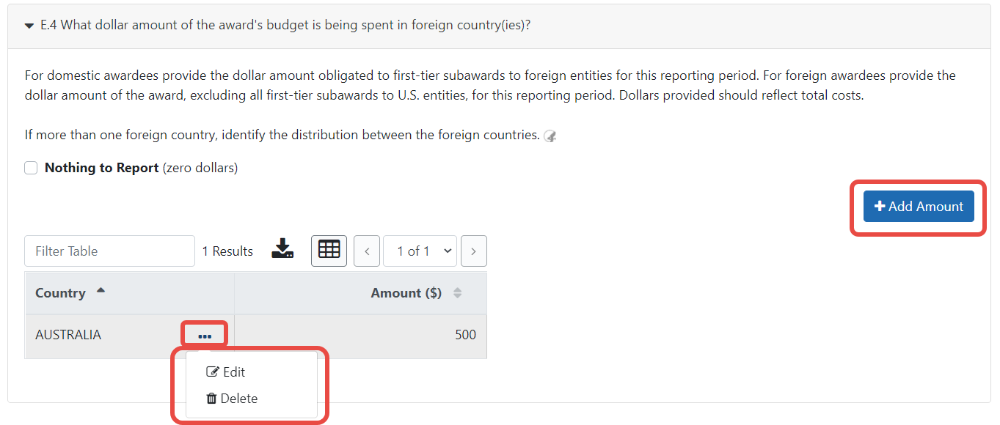 E.4 What dollar amount of the award's budget is being spent in foreign country(ies)?
For domestic awardees provide the dollar amount obligated to first-tier subawards to foreign entities for this reporting period. For foreign awardees provide the
dollar amount of the award, excluding all first-tier subawards to U.S. entities, for this reporting period. Dollars provided should reflect total costs.
If more than one foreign country, identify the distribution between the foreign countries.
Nothing to Report (zero dollars)
Add Amount
Filter Table 1 Results 1 of 1
Country Amount ($)
AUSTRALIA ... 500
Edit
Delete